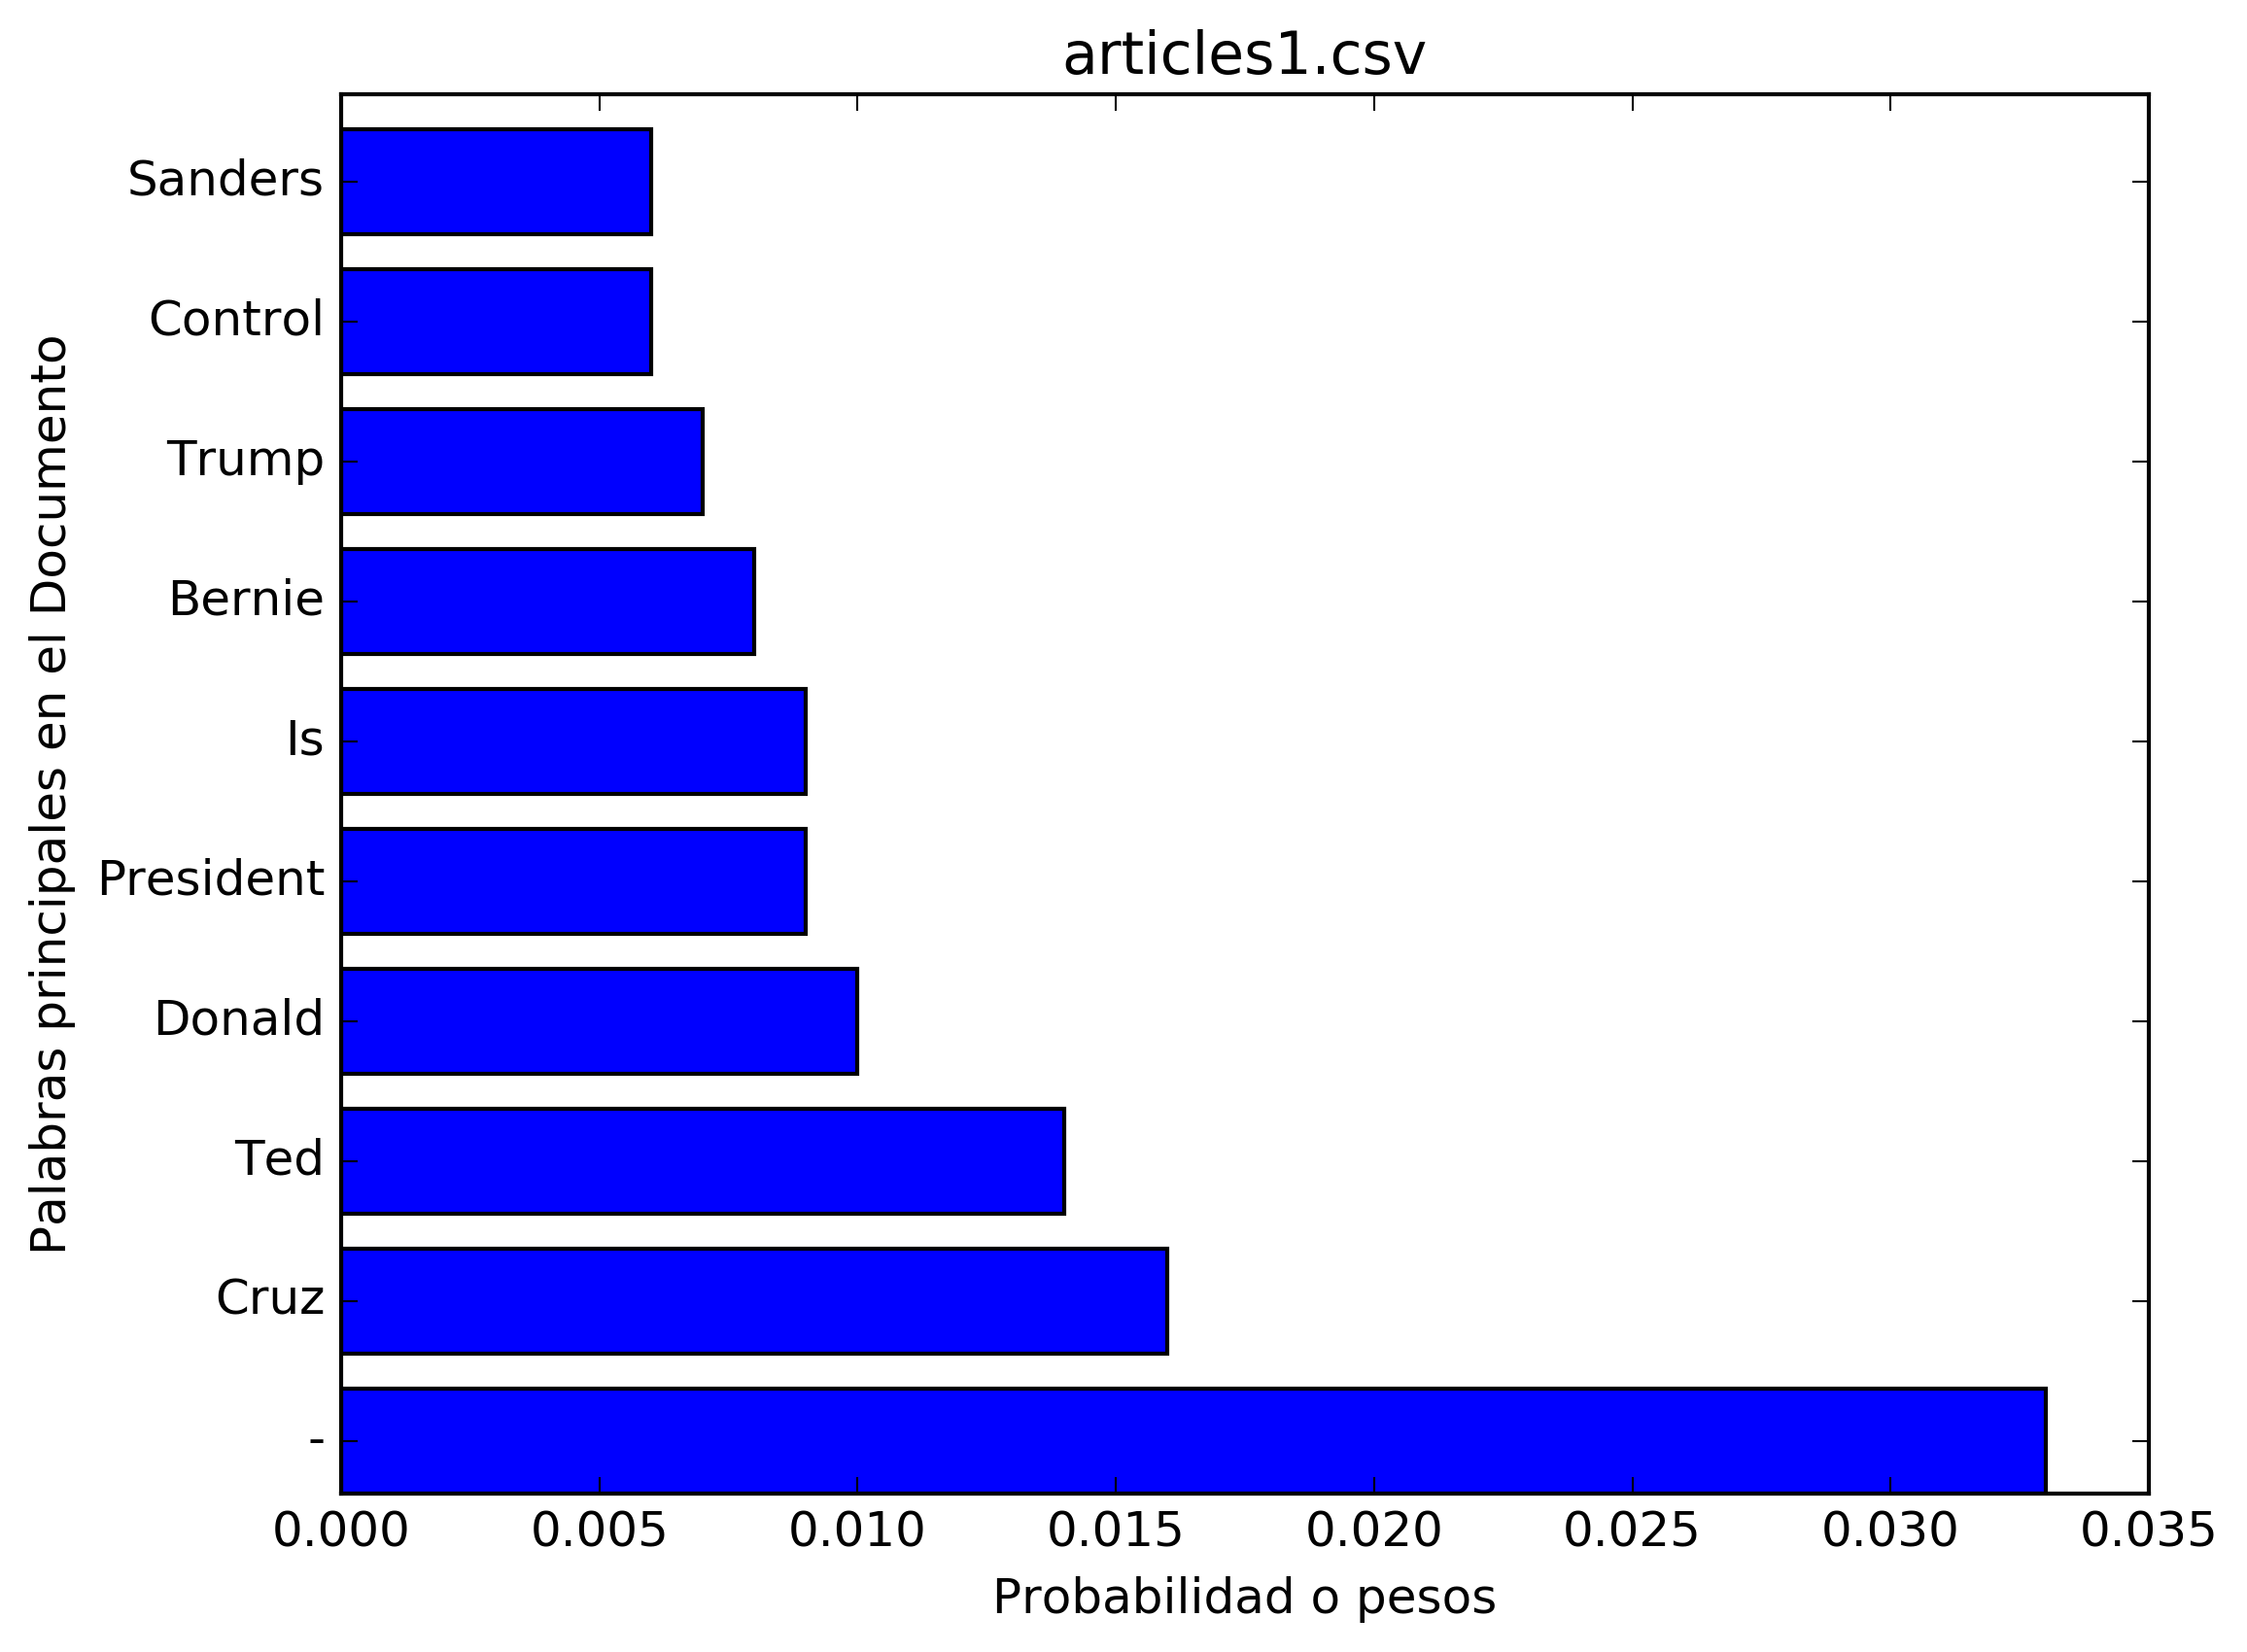 articles1.csv
Palabras principales en el Documento
Sanders
Control
Trump
Bernie
Is
President
Donald
Ted
Cruz
-
0.000 0.005 0.010 0.015 0.020 0.025 0.030 0.035
Probabilidad o pesos